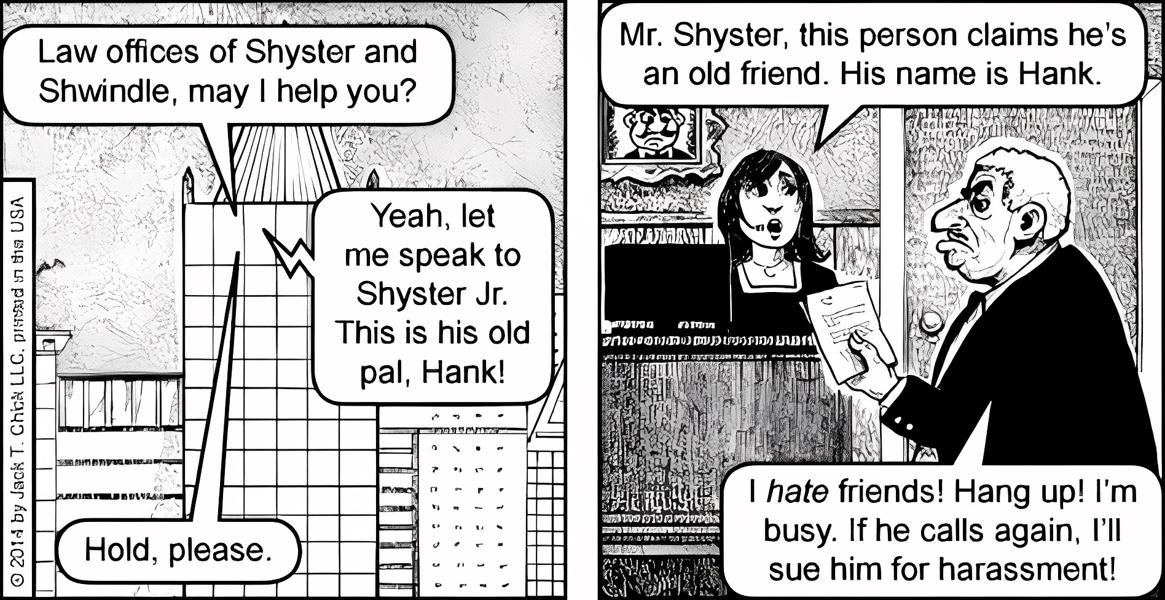 Law offices of Shyster and
Shwindle, may I help you?
Yeah, let
me speak to
Shyster Jr.
This is his old
pal, Hank!
Hold, please.
© 2014 by Jack T. Chick LLC. printed in the USA
Mr. Shyster, this person claims he's
an old friend. His name is Hank.
I hate friends! Hang up! I'm
busy. If he calls again, I'll
sue him for harassment!